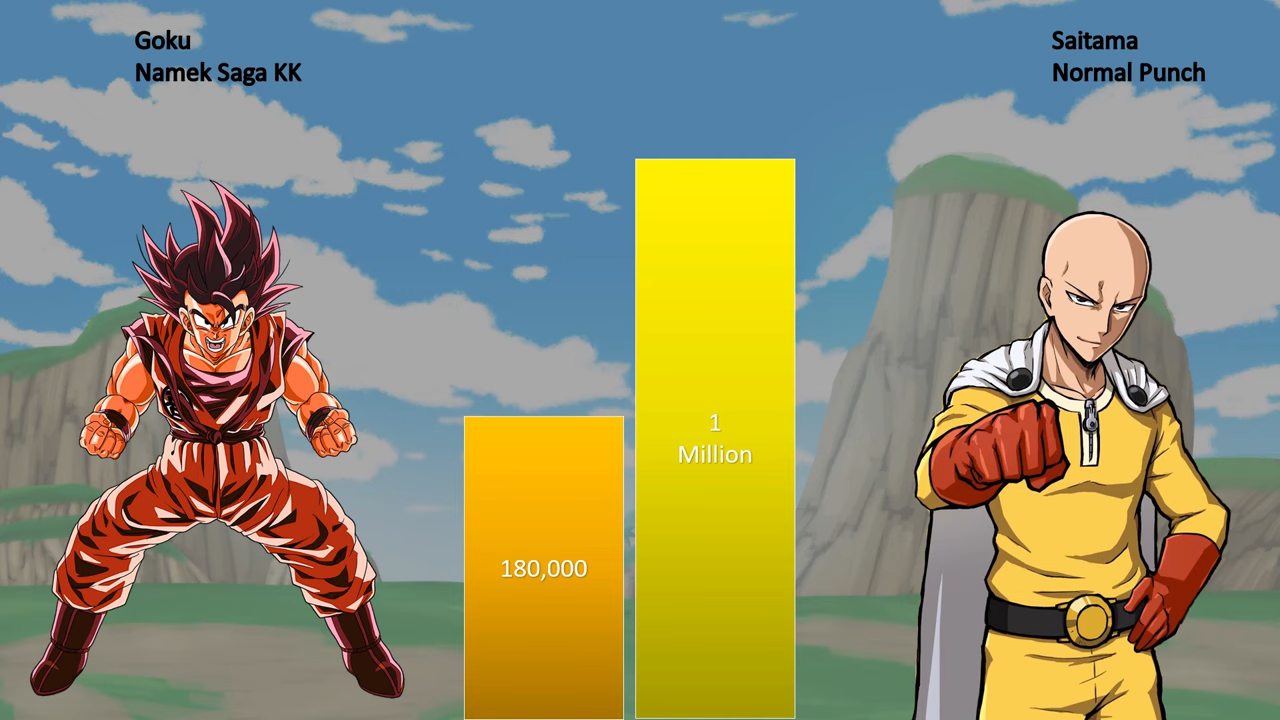 Goku
Namek Saga KK
Saitama
Normal Punch
180,000
1
Million